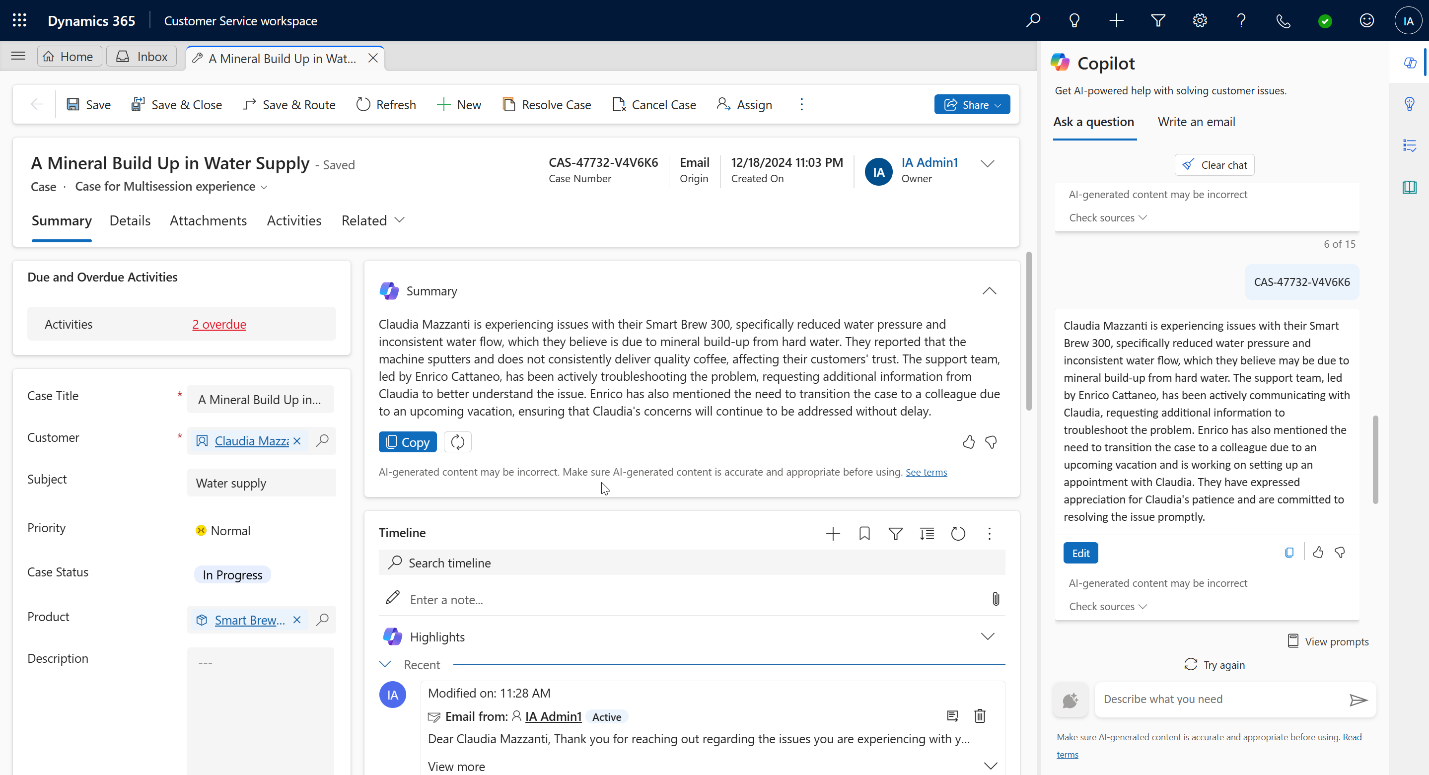 Dynamics 365
Customer Service workspace
IA
Home
Inbox
A Mineral Build Up in Wat...
Save
Save & Close
Save & Route
Refresh
New
Resolve Case
Cancel Case
Assign
Share
A Mineral Build Up in Water Supply - Saved
Case · Case for Multisession experience
CAS-47732-V4V6K6
Case Number
Email
Origin
12/18/2024 11:03 PM
Created On
IA
IA Admin1
Owner
Summary
Details
Attachments
Activities
Related
Due and Overdue Activities
Activities
2 overdue
Case Title
*
A Mineral Build Up in...
Customer
*
Claudia Mazza
Subject
Water supply
Priority
Normal
Case Status
In Progress
Product
Smart Brew...
Description
---
Summary
Claudia Mazzanti is experiencing issues with their Smart Brew 300, specifically reduced water pressure and
inconsistent water flow, which they believe is due to mineral build-up from hard water. They reported that the
machine sputters and does not consistently deliver quality coffee, affecting their customers' trust. The support team,
led by Enrico Cattaneo, has been actively troubleshooting the problem, requesting additional information from
Claudia to better understand the issue. Enrico has also mentioned the need to transition the case to a colleague due
to an upcoming vacation, ensuring that Claudia's concerns will continue to be addressed without delay.
Copy
AI-generated content may be incorrect. Make sure AI-generated content is accurate and appropriate before using. See terms
Timeline
Search timeline
Enter a note...
Highlights
Recent
IA
Modified on: 11:28 AM
Email from: IA Admin1 Active
Dear Claudia Mazzanti, Thank you for reaching out regarding the issues you are experiencing with y...
View more
Copilot
Get AI-powered help with solving customer issues.
Ask a question
Write an email
Clear chat
AI-generated content may be incorrect
Check sources
6 of 15
CAS-47732-V4V6K6
Claudia Mazzanti is experiencing issues with their Smart
Brew 300, specifically reduced water pressure and
inconsistent water flow, which they believe may be due to
mineral build-up from hard water. The support team, led
by Enrico Cattaneo, has been actively communicating with
Claudia, requesting additional information to
troubleshoot the problem. Enrico has also mentioned the
need to transition the case to a colleague due to an
upcoming vacation and is working on setting up an
appointment with Claudia. They have expressed
appreciation for Claudia's patience and are committed to
resolving the issue promptly.
Edit
AI-generated content may be incorrect
Check sources
View prompts
Try again
Describe what you need
Make sure AI-generated content is accurate and appropriate before using. Read
terms